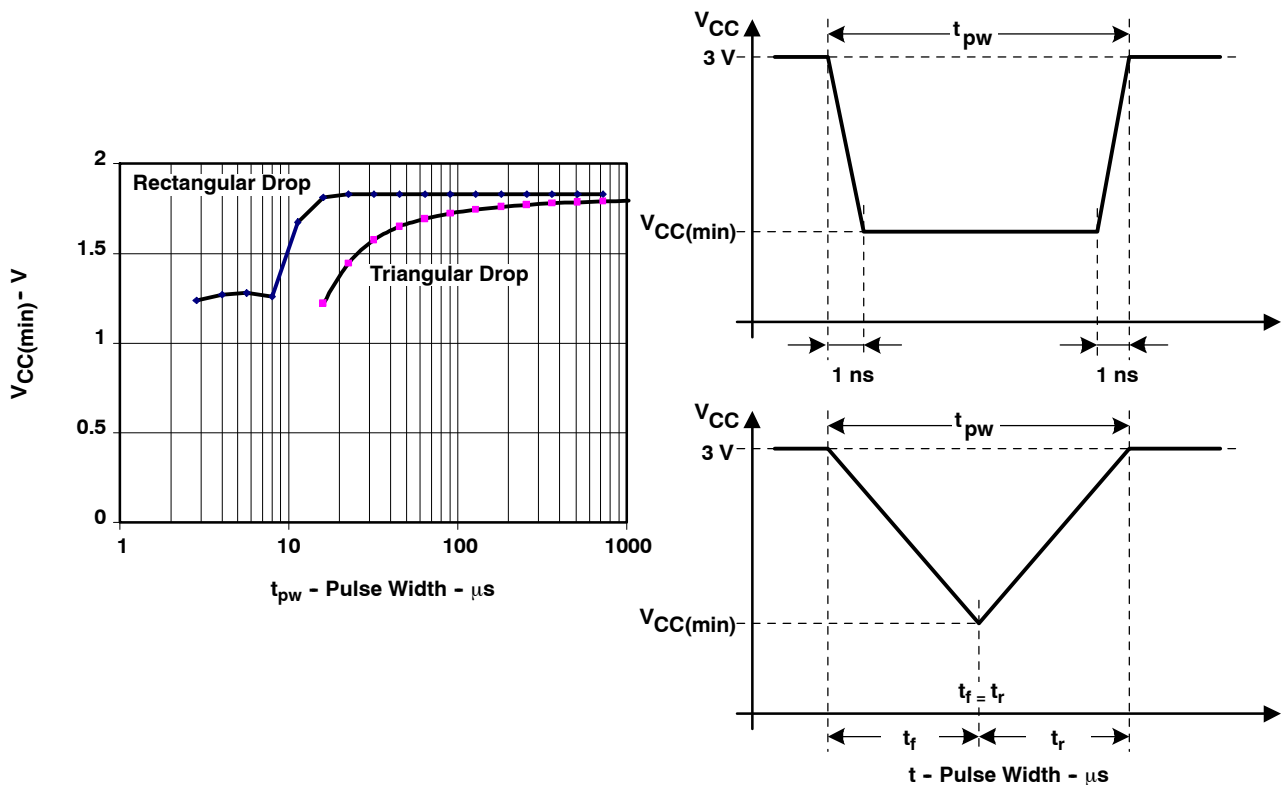 2
1.5
1
0.5
0
VCC(min) - V
Rectangular Drop
Triangular Drop
1
10
100
1000
tpw - Pulse Width - μs
VCC
3 V
tpw
VCC(min)
1 ns
1 ns
VCC
3 V
tpw
VCC(min)
tf = tr
tf
tr
t - Pulse Width - μs